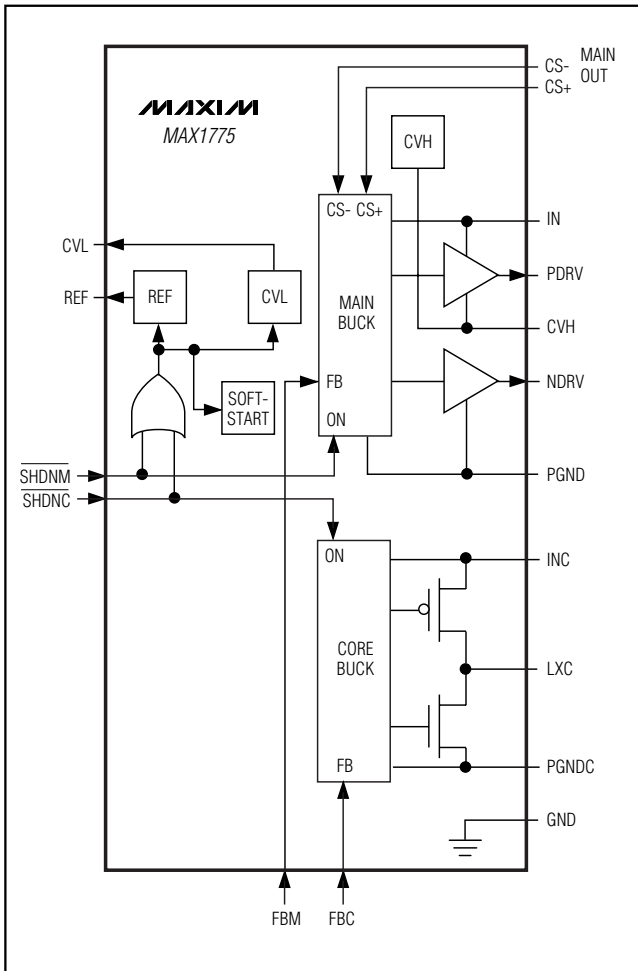 CS- MAIN
CS+ OUT
MAXIM
MAX1775
CVH
CS- CS+
IN
CVL
PDRV
REF
REF
CVL
MAIN
BUCK
CVH
NDRV
FB
SOFT-
START
ON
SHDNM
PGND
SHDNC
ON
INC
CORE
BUCK
LXC
FB
PGNDC
GND
FBM
FBC